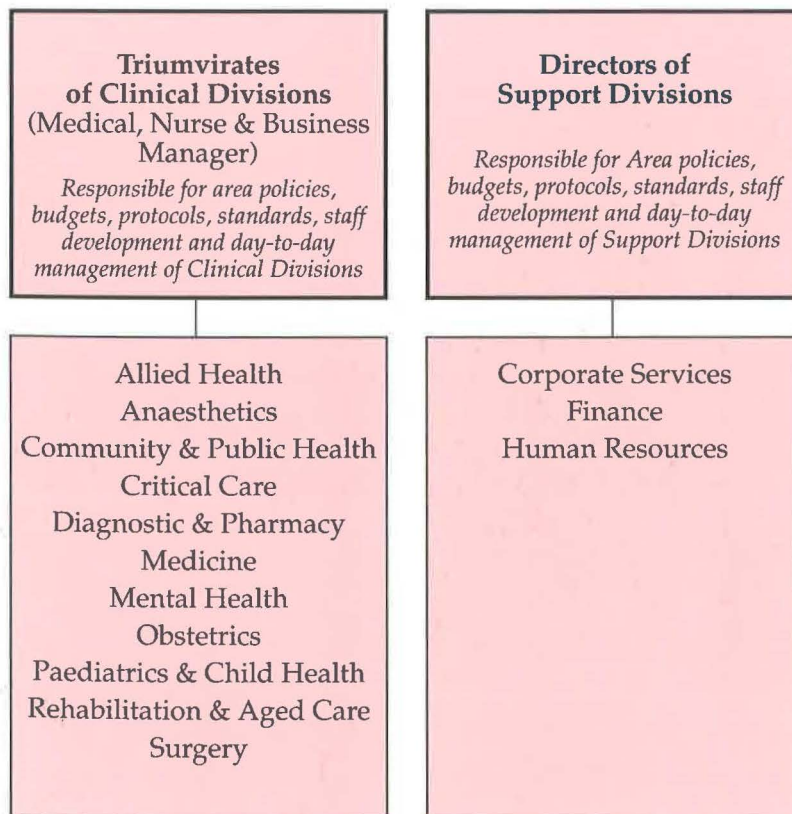 Triumvirates
of Clinical Divisions
(Medical, Nurse & Business
Manager)
Responsible for area policies,
budgets, protocols, standards, staff
development and day-to-day
management of Clinical Divisions
Allied Health
Anaesthetics
Community & Public Health
Critical Care
Diagnostic & Pharmacy
Medicine
Mental Health
Obstetrics
Paediatrics & Child Health
Rehabilitation & Aged Care
Surgery
Directors of
Support Divisions
Responsible for Area policies,
budgets, protocols, standards, staff
development and day-to-day
management of Support Divisions
Corporate Services
Finance
Human Resources